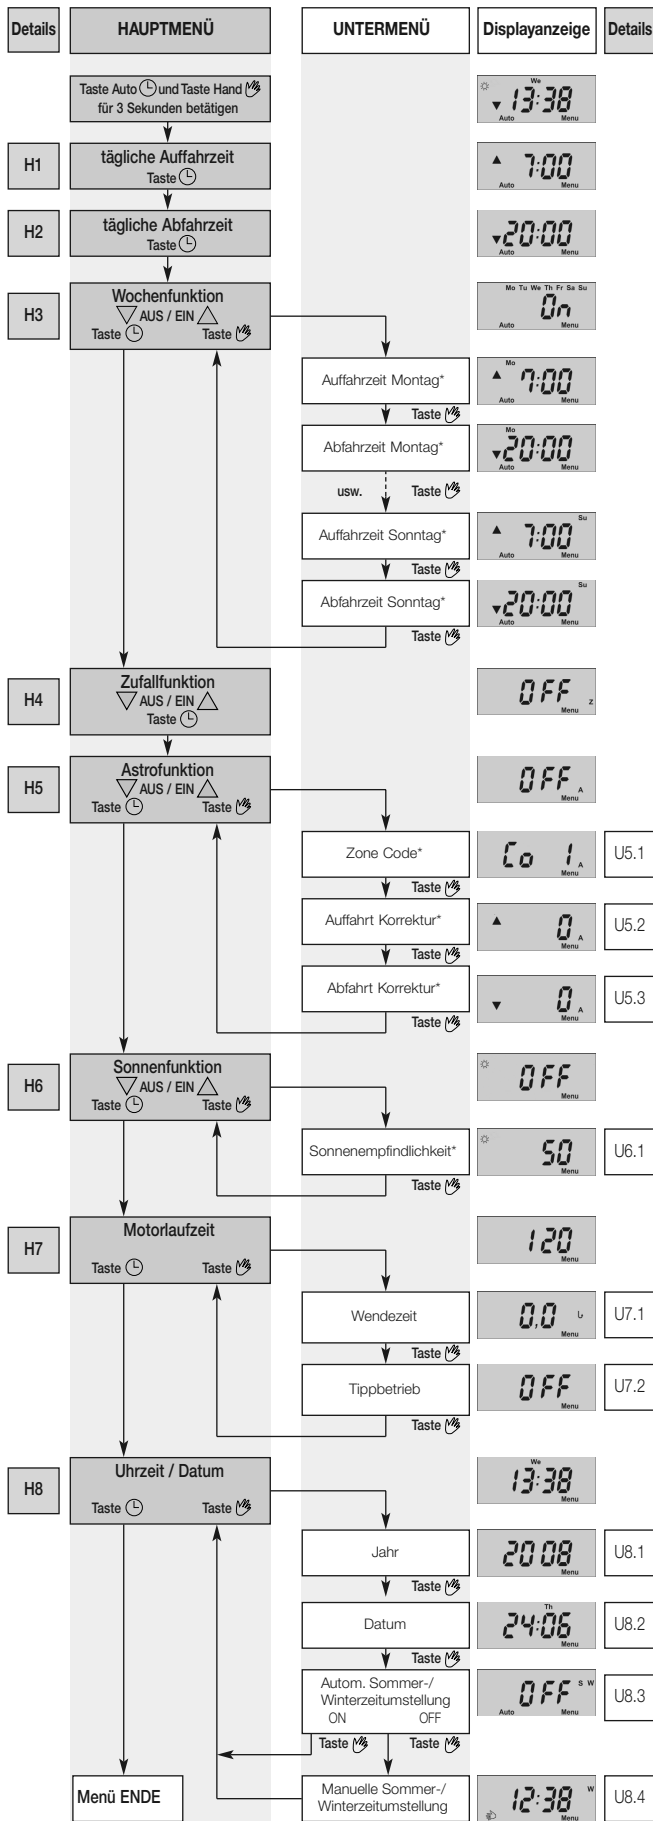 Details HAUPTMENÜ UNTERMENÜ Displayanzeige Details
Taste Auto und Taste Hand
für 3 Sekunden betätigen
We
13:38
Auto Menu
H1
tägliche Auffahrzeit
Taste
7:00
Auto Menu
H2
tägliche Abfahrzeit
Taste
20:00
Auto Menu
H3
Wochenfunktion
AUS / EIN
Taste Taste
Mo Tu We Th Fr Sa Su
On
Auto Menu
Auffahrzeit Montag*
Taste
Mo
7:00
Auto Menu
Abfahrzeit Montag*
usw. Taste
Mo
20:00
Auto Menu
Auffahrzeit Sonntag*
Taste
Su
7:00
Auto Menu
Abfahrzeit Sonntag*
Taste
Su
20:00
Auto Menu
H4
Zufallfunktion
AUS / EIN
Taste
OFF Z
Menu
H5
Astrofunktion
AUS / EIN
Taste Taste
OFF A
Menu
Zone Code*
Taste
Co 1 A
Menu
U5.1
Auffahrt Korrektur*
Taste
0 A
Menu
U5.2
Abfahrt Korrektur*
Taste
0 A
Menu
U5.3
H6
Sonnenfunktion
AUS / EIN
Taste Taste
OFF
Menu
Sonnenempfindlichkeit*
Taste
50
Menu
U6.1
H7
Motorlaufzeit
Taste Taste
120
Menu
Wendezeit
Taste
0,0
Menu
U7.1
Tippbetrieb
Taste
OFF
Menu
U7.2
H8
Uhrzeit / Datum
Taste Taste
We
13:38
Menu
Jahr
Taste
2008
Menu
U8.1
Datum
Taste
Th
24:06
Menu
U8.2
Autom. Sommer-/
Winterzeitumstellung
ON OFF
Taste Taste
OFF S W
Auto Menu
U8.3
Menü ENDE
Manuelle Sommer-/
Winterzeitumstellung
12:38 W
Menu
U8.4